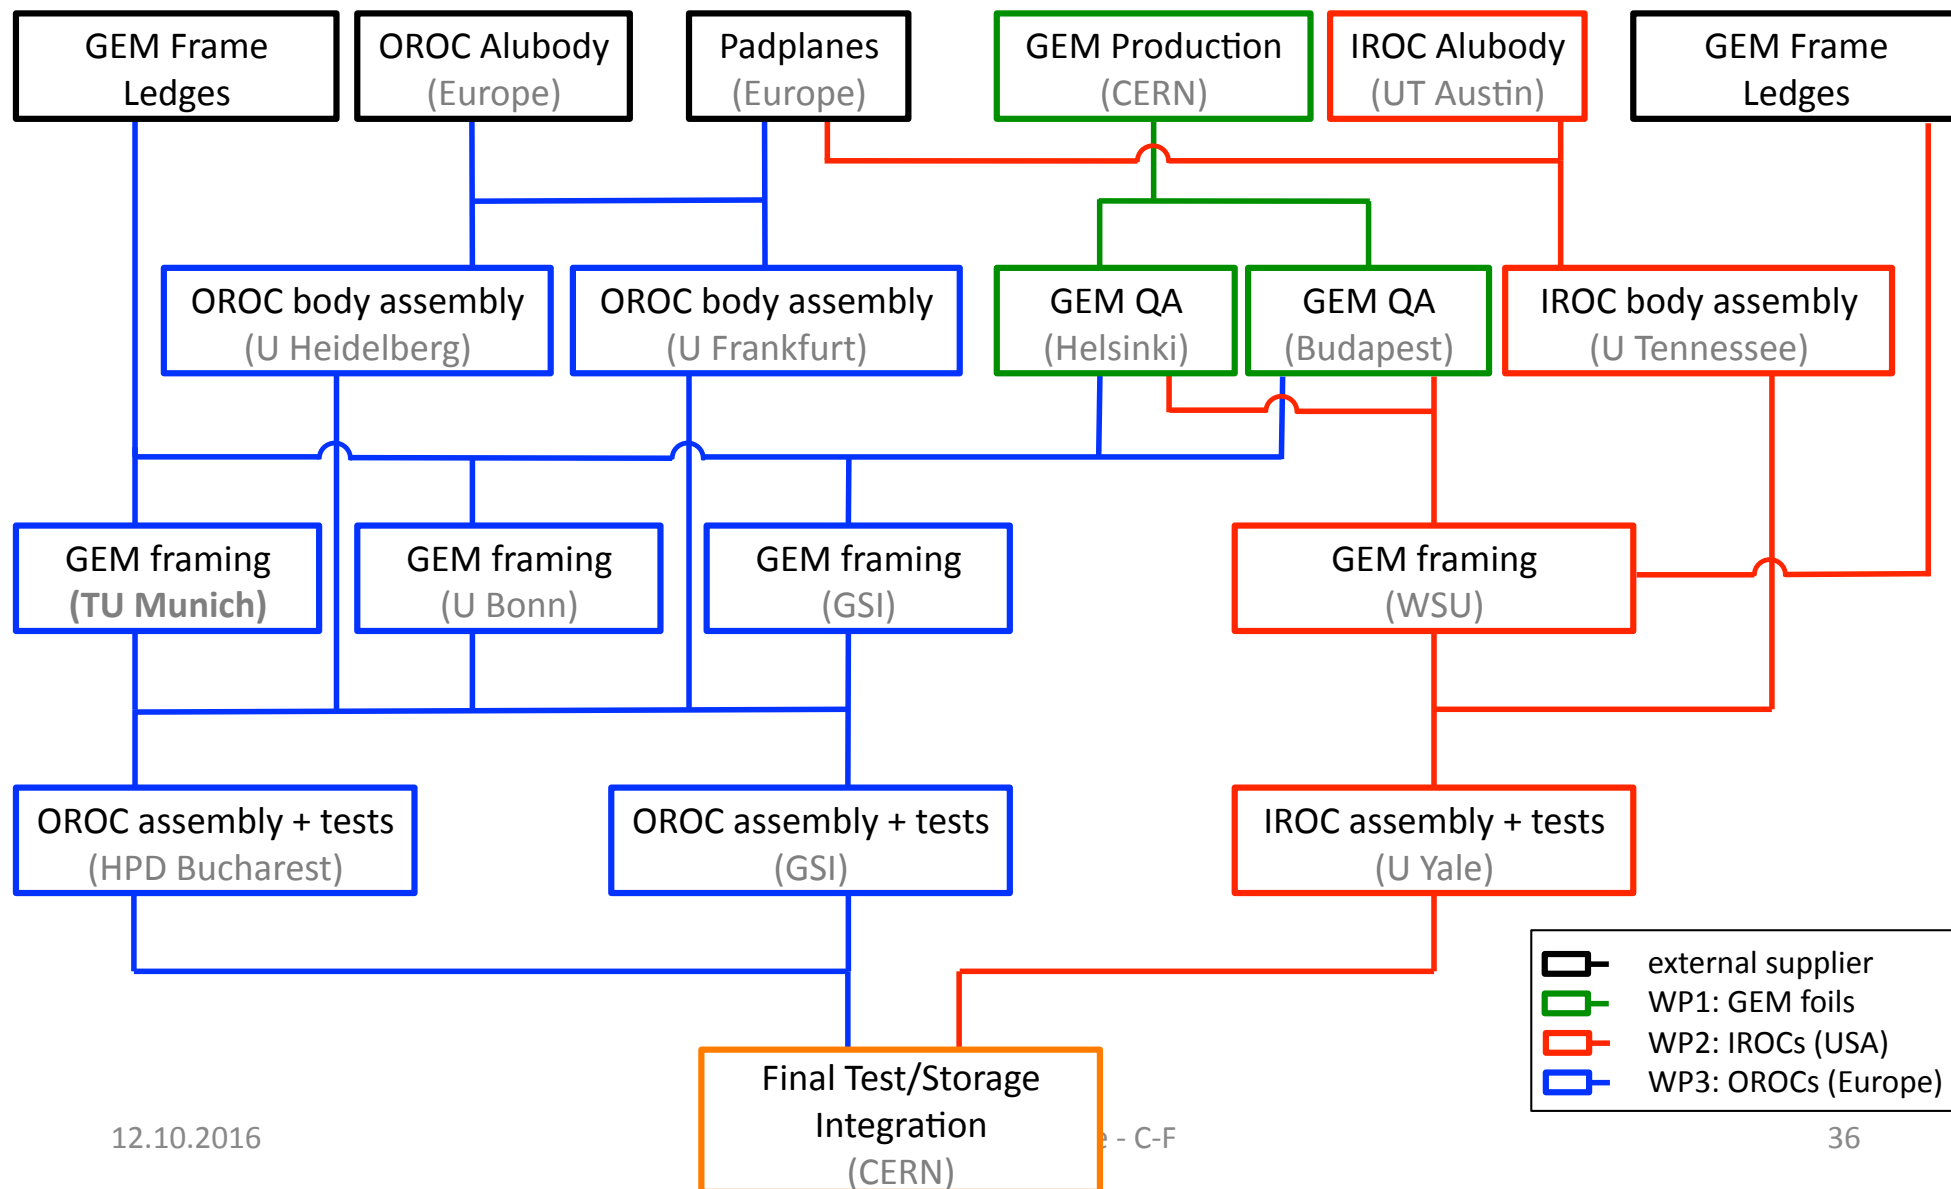 GEM Frame
Ledges
OROC Alubody
(Europe)
Padplanes
(Europe)
GEM Production
(CERN)
IROC Alubody
(UT Austin)
GEM Frame
Ledges
OROC body assembly
(U Heidelberg)
OROC body assembly
(U Frankfurt)
GEM QA
(Helsinki)
GEM QA
(Budapest)
IROC body assembly
(U Tennessee)
GEM framing
(TU Munich)
GEM framing
(U Bonn)
GEM framing
(GSI)
GEM framing
(WSU)
OROC assembly + tests
(HPD Bucharest)
OROC assembly + tests
(GSI)
IROC assembly + tests
(U Yale)
external supplier
WP1: GEM foils
WP2: IROCs (USA)
WP3: OROCs (Europe)
Final Test/Storage
Integration
(CERN)
12.10.2016
- C-F
36